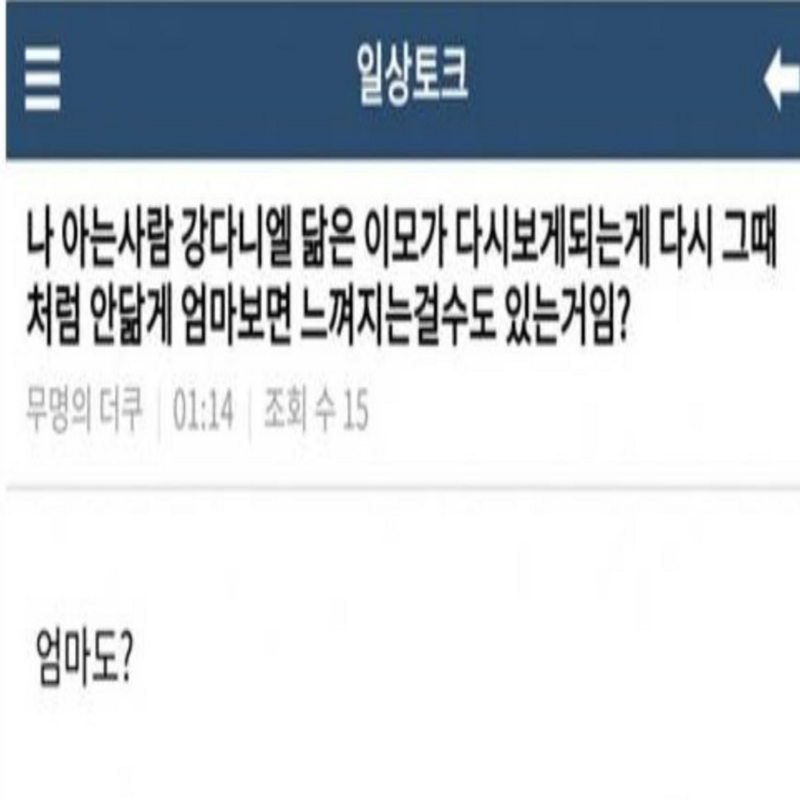 일상토크
나 아는사람 강다니엘 닮은 이모가 다시보게되는게 다시 그때
처럼 안닮게 엄마보면 느껴지는걸수도 있는거임?
무명의 더쿠 | 01:14 | 조회 수 15
엄마도?